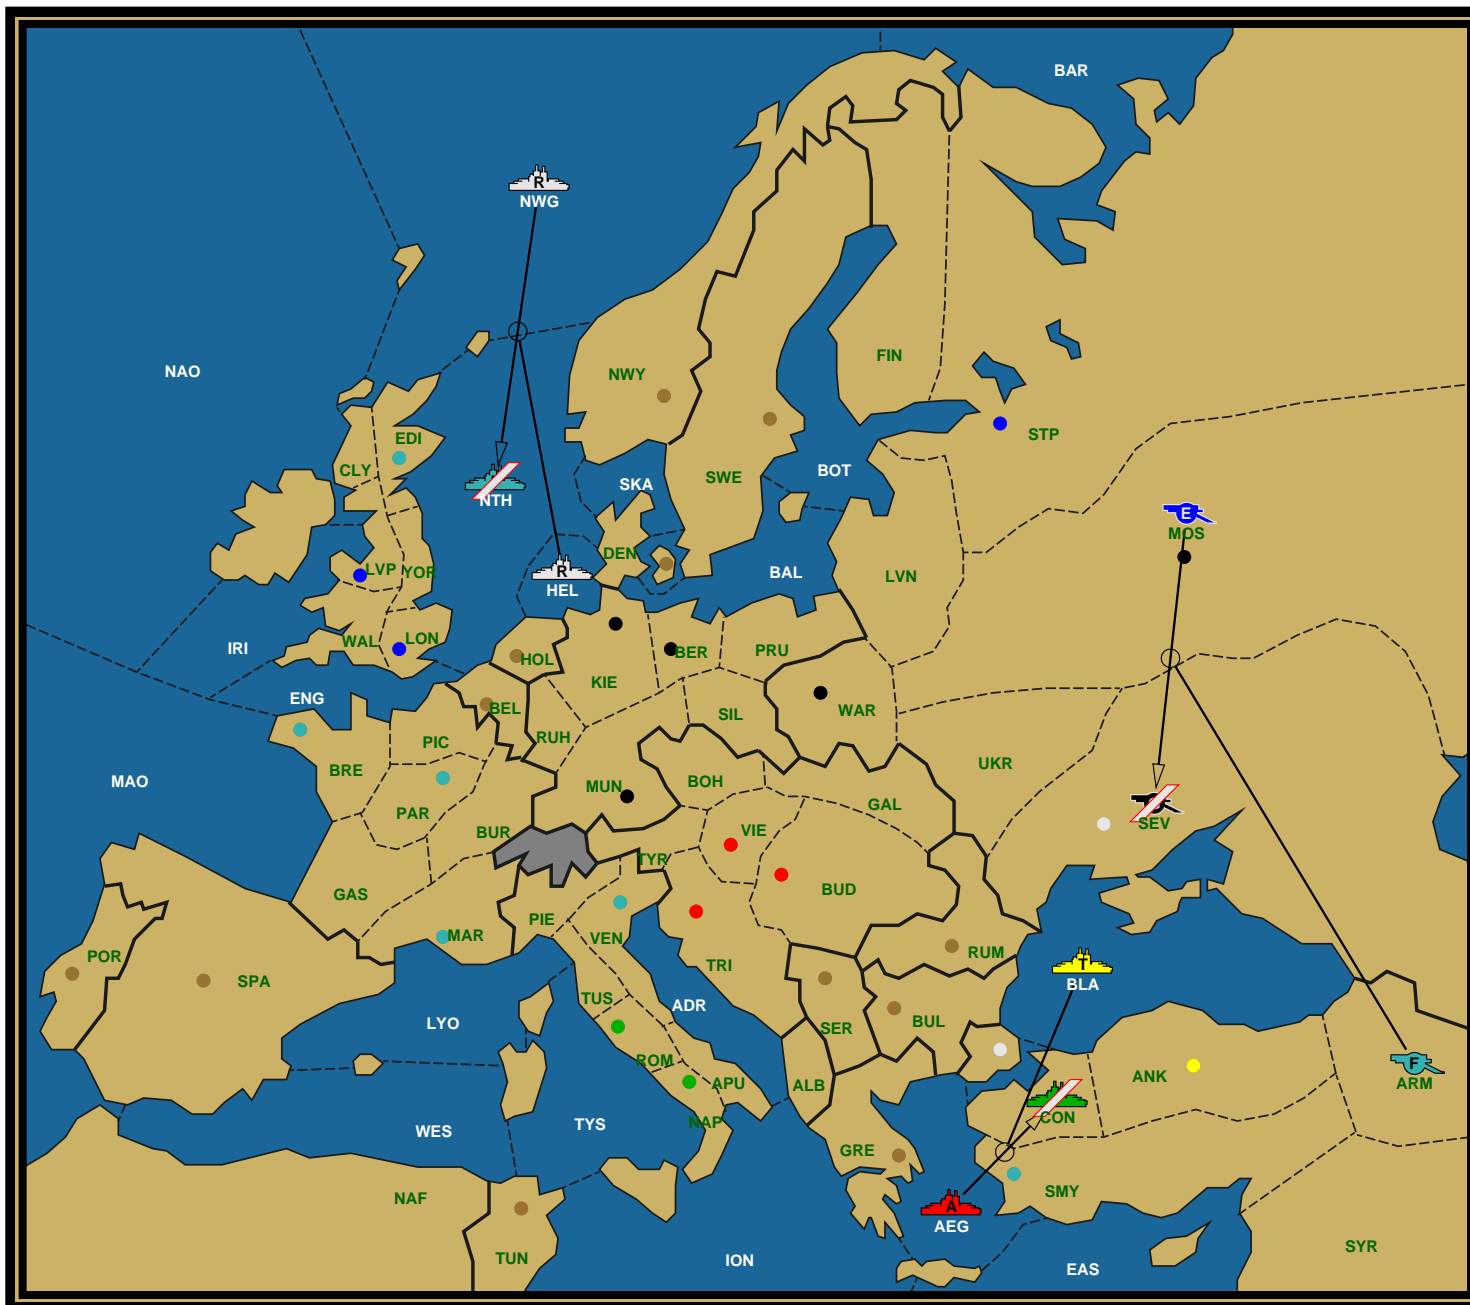 BAR
R
NWG
NAO
FIN
NWY
EDI
STP
CLY
BOT
SKA
SWE
NTH
E
MOS
DEN
LVP
YOR
BAL
LVN
R
HEL
WAL
LON
IRI
HOL
BER
PRU
KIE
ENG
BEL
SIL
WAR
RUH
PIC
BRE
MAO
UKR
MUN
BOH
GAL
PAR
SEV
BUR
VIE
TYR
BUD
GAS
PIE
VEN
MAR
POR
SPA
TRI
RUM
T
BLA
TUS
ADR
LYO
BUL
SER
ROM
APU
ALB
ANK
F
ARM
NAP
CON
WES
TYS
GRE
SMY
NAF
A
AEG
TUN
ION
EAS
SYR